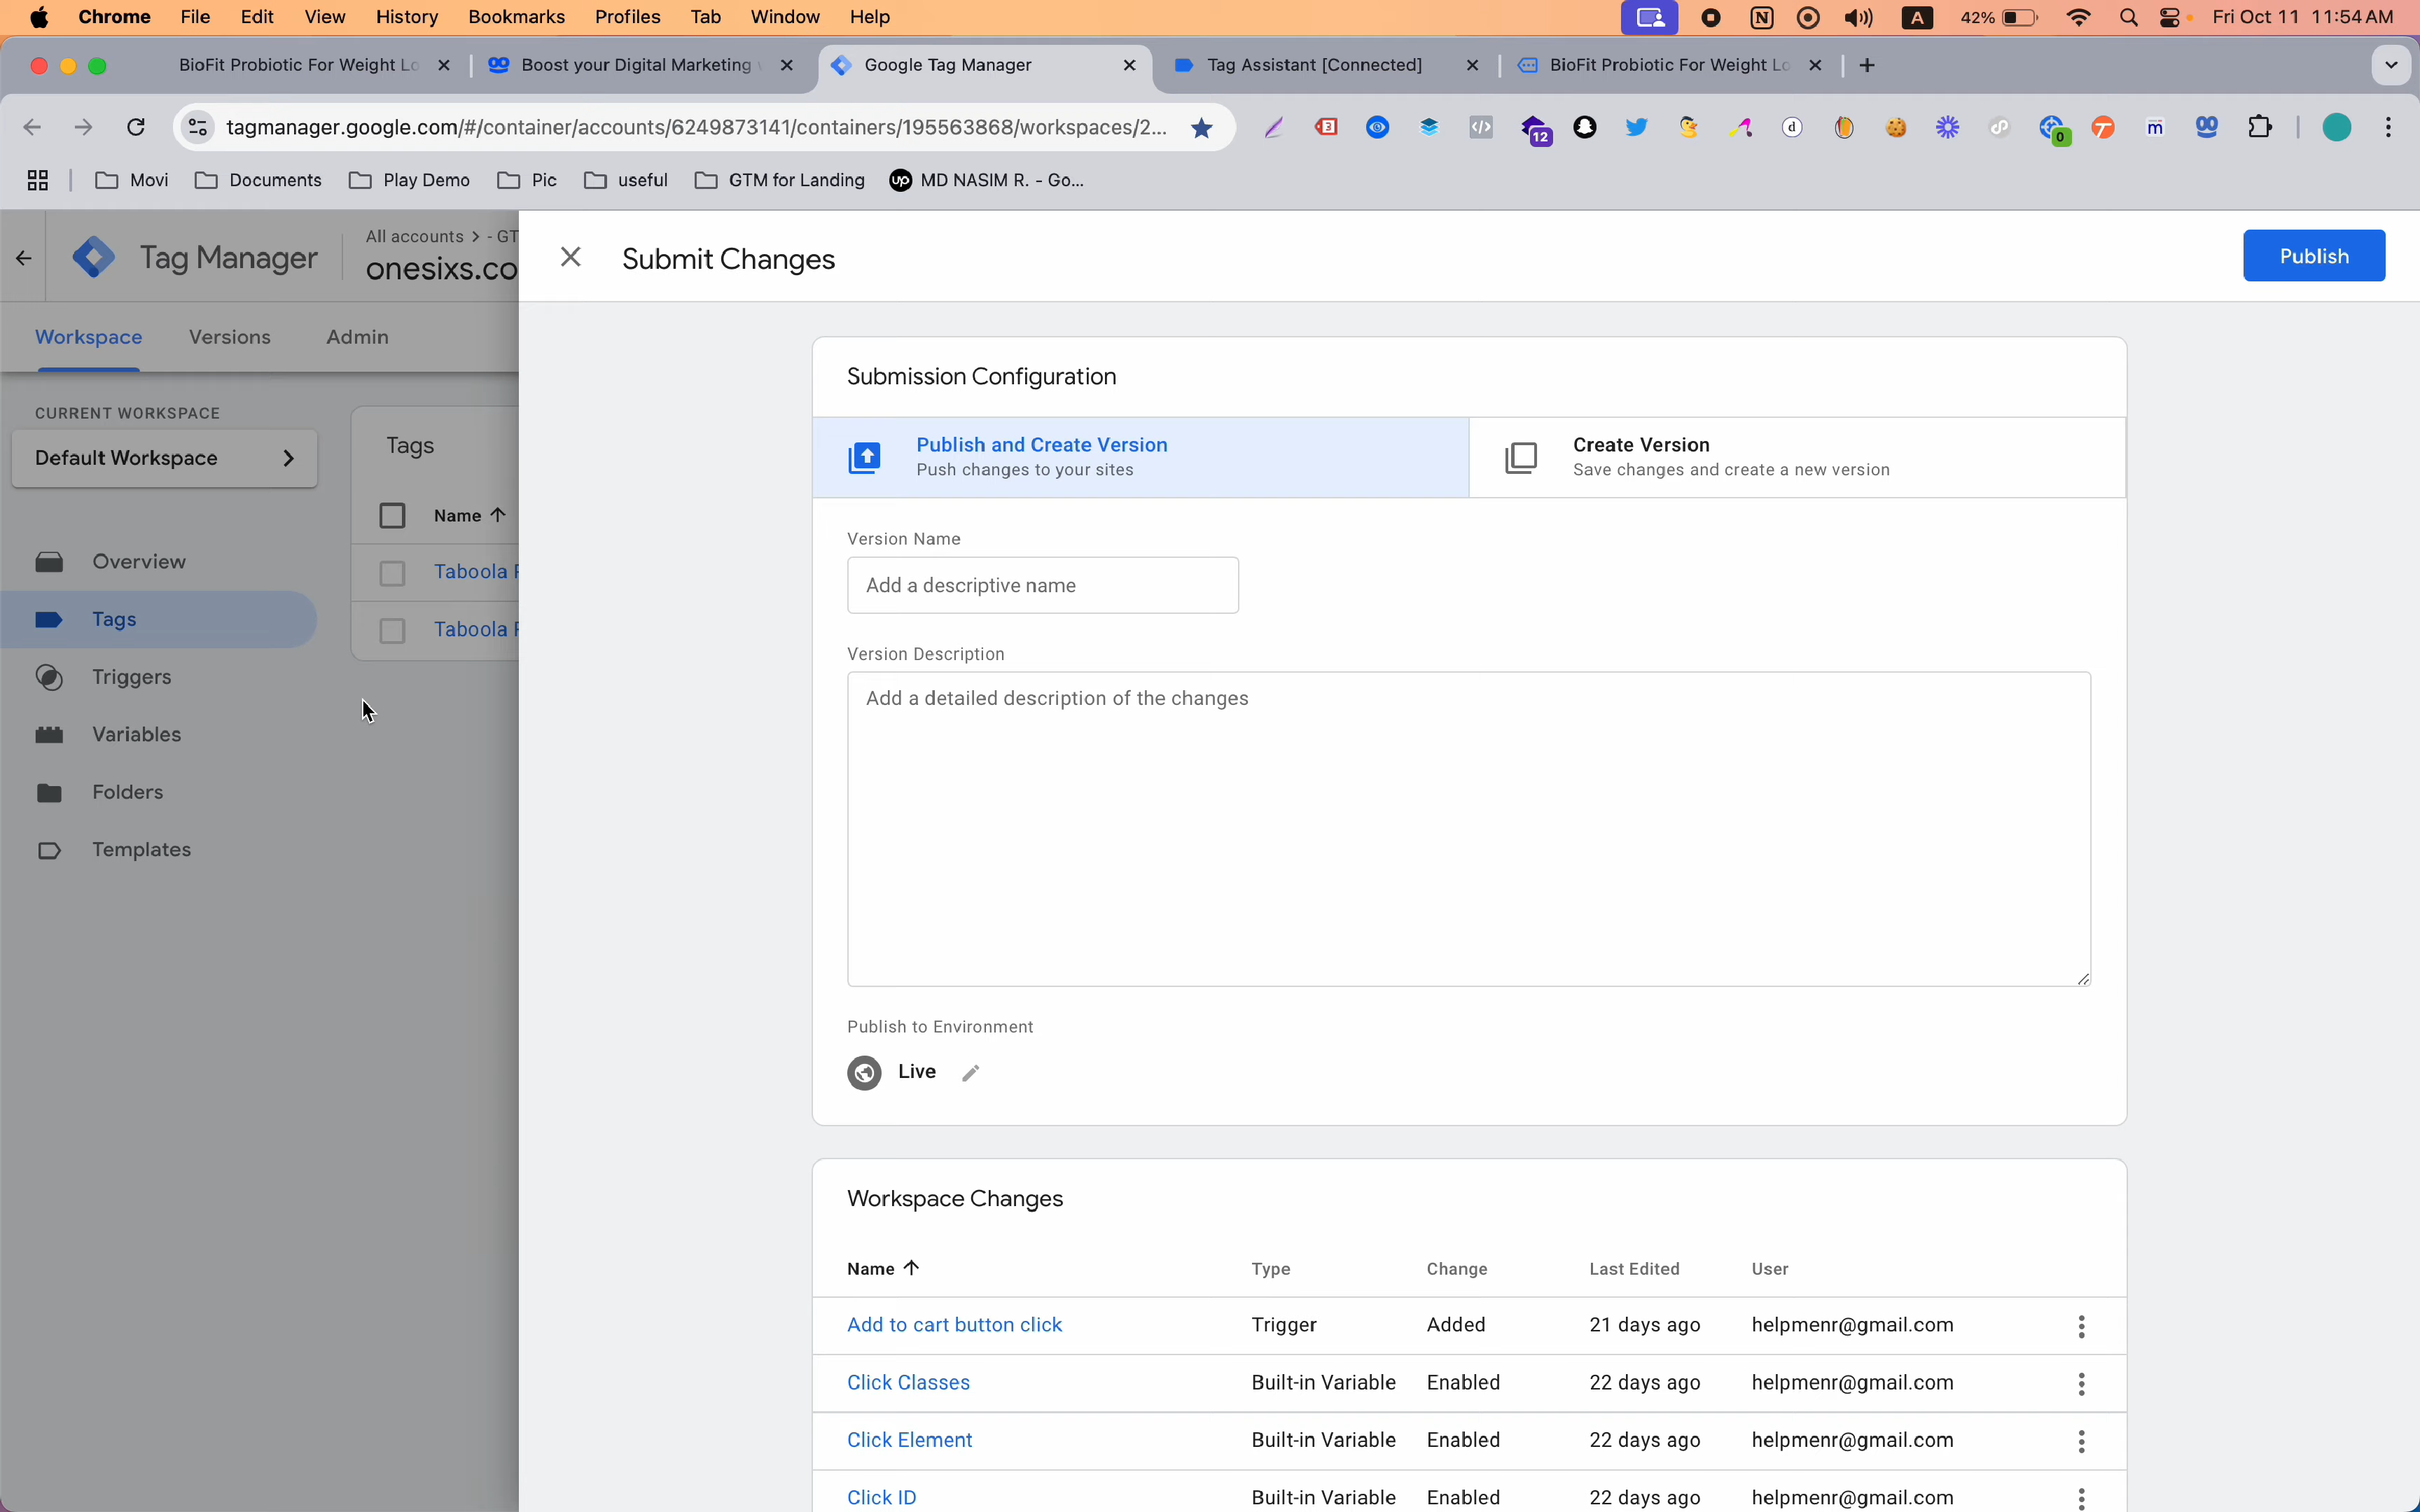 Chrome File Edit View History Bookmarks Profiles Tab Window Help A 42% Fri Oct 11 11:54 AM
BioFit Probiotic For Weight Lo Boost your Digital Marketing Google Tag Manager Tag Assistant [Connected] BioFit Probiotic For Weight Lo
tagmanager.google.com/#/container/accounts/6249873141/containers/195563868/workspaces/2... 3 12 d 0 m
Movi Documents Play Demo Pic useful GTM for Landing up MD NASIM R. - Go...
Tag Manager
All accounts > - GT
onesixs.co
Submit Changes
Publish
Workspace Versions Admin
CURRENT WORKSPACE
Default Workspace
Overview
Tags
Triggers
Variables
Folders
Templates
Tags
Name
Taboola
Taboola
Submission Configuration
Publish and Create Version
Push changes to your sites
Create Version
Save changes and create a new version
Version Name
Add a descriptive name
Version Description
Add a detailed description of the changes
Publish to Environment
Live
Workspace Changes
Name Type Change Last Edited User
Add to cart button click Trigger Added 21 days ago helpmenr@gmail.com
Click Classes Built-in Variable Enabled 22 days ago helpmenr@gmail.com
Click Element Built-in Variable Enabled 22 days ago helpmenr@gmail.com
Click ID Built-in Variable Enabled 22 days ago helpmenr@gmail.com